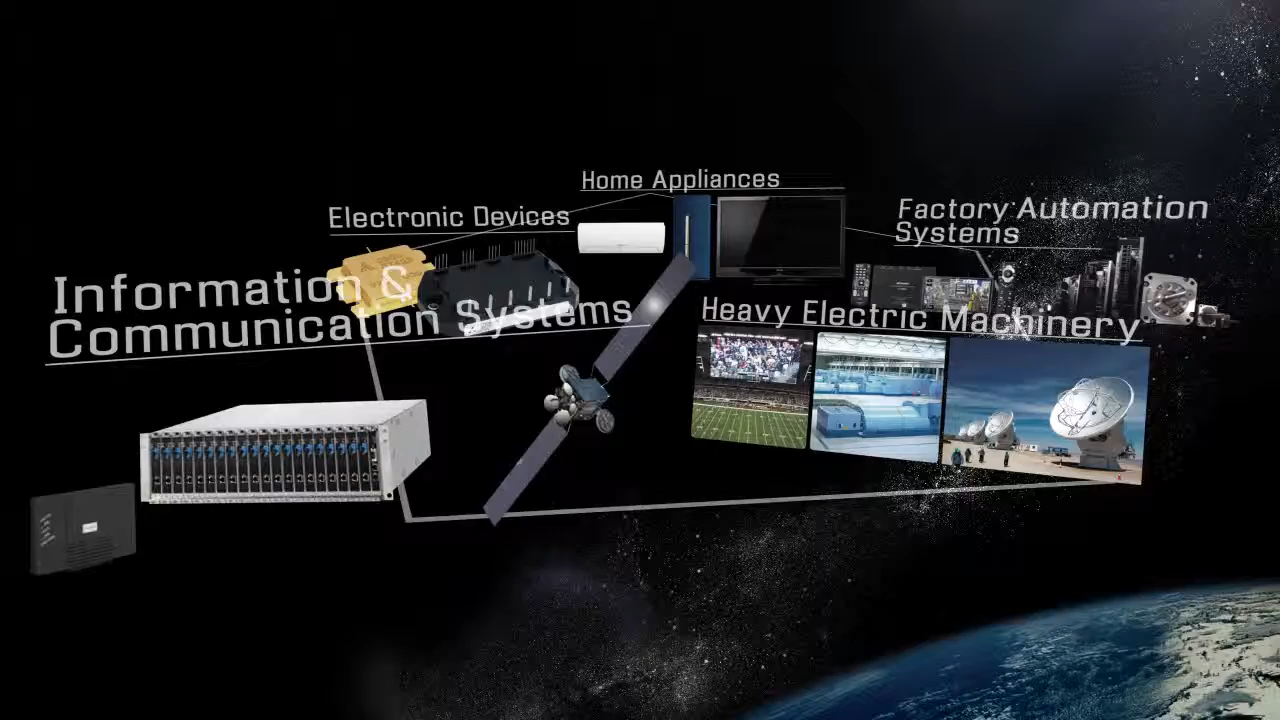 Home Appliances
Electronic Devices
Factory Automation
Systems
Information &
Communication Systems
Heavy Electric Machinery